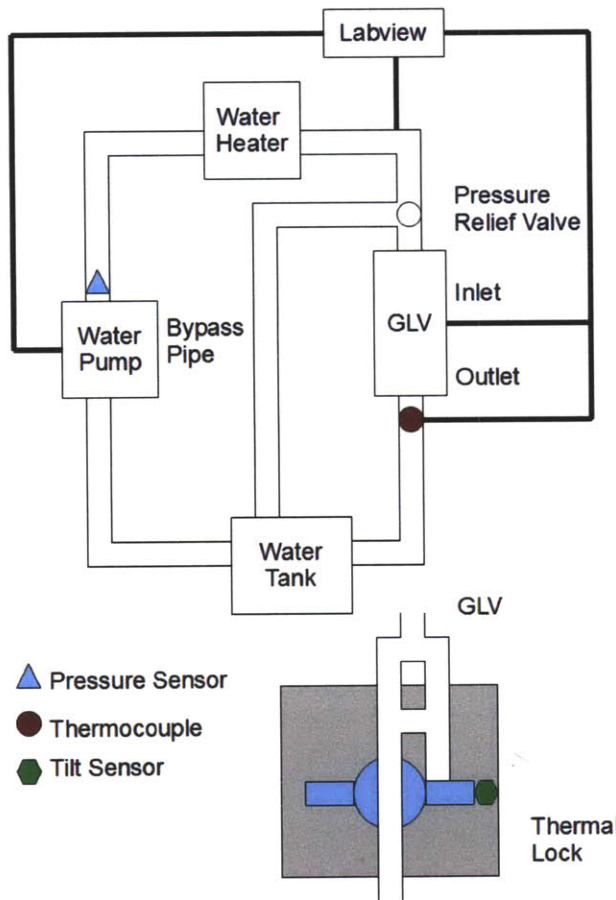 Labview
Water
Heater
Pressure
Relief Valve
Inlet
GLV
Water
Pump
Bypass
Pipe
Outlet
Water
Tank
GLV
Pressure Sensor
Thermocouple
Tilt Sensor
Thermal
Lock